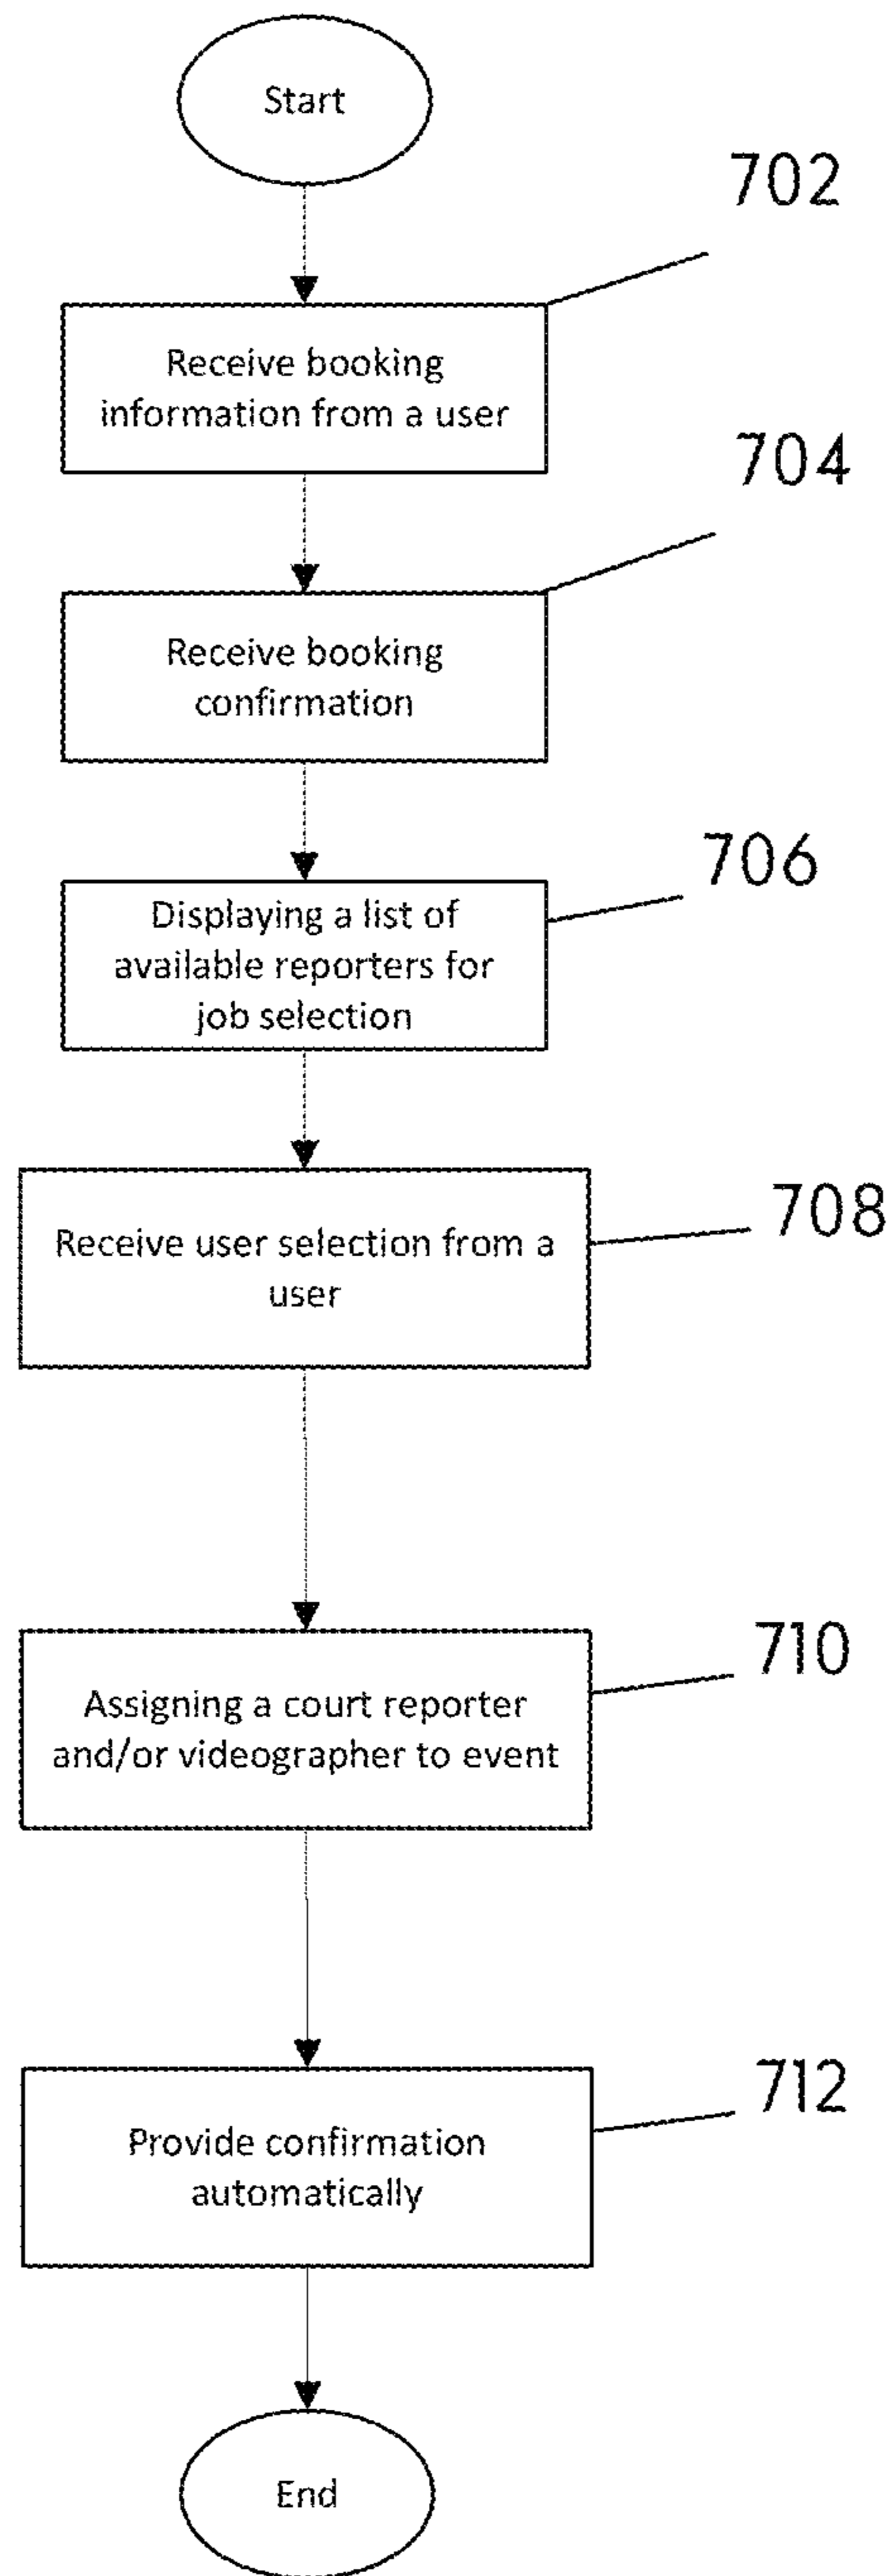 Start
702
Receive booking
information from a user
704
Receive booking
confirmation
706
Displaying a list of
available reporters for
job selection
708
Receive user selection from a
user
710
Assigning a court reporter
and/or videographer to event
712
Provide confirmation
automatically
End